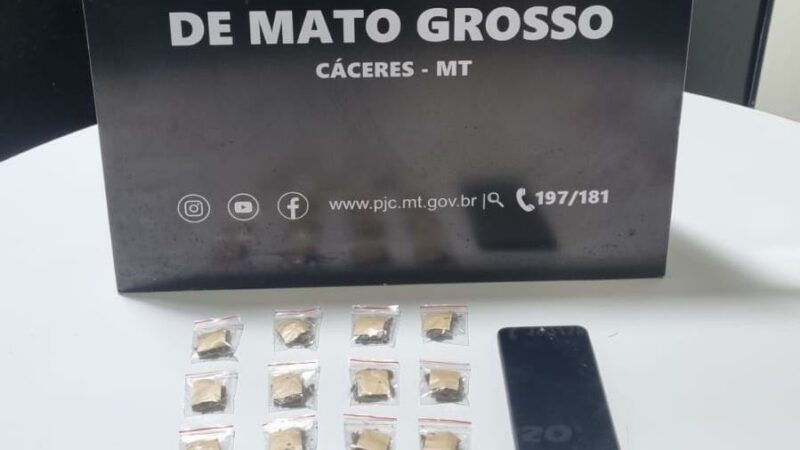 DE MATO GROSSO
CÁCERES - MT
www.pjc.mt.gov.br | 197/181